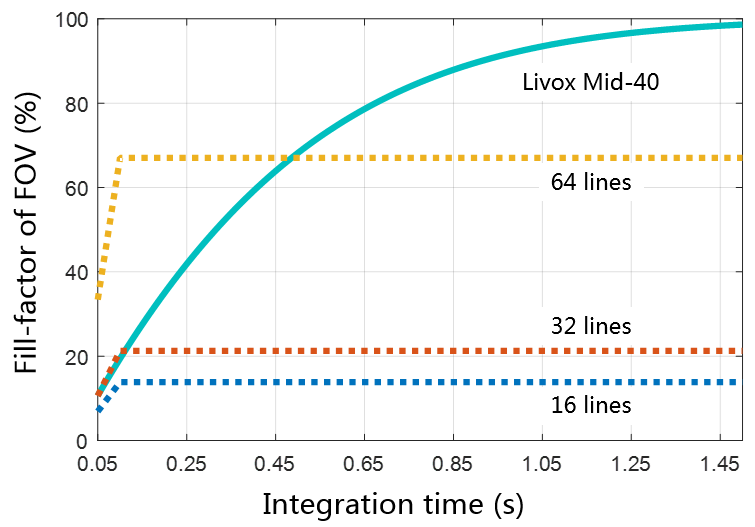 Fill-factor of FOV (%)
100
80
60
40
20
0
Livox Mid-40
64 lines
32 lines
16 lines
0.05 0.25 0.45 0.65 0.85 1.05 1.25 1.45
Integration time (s)